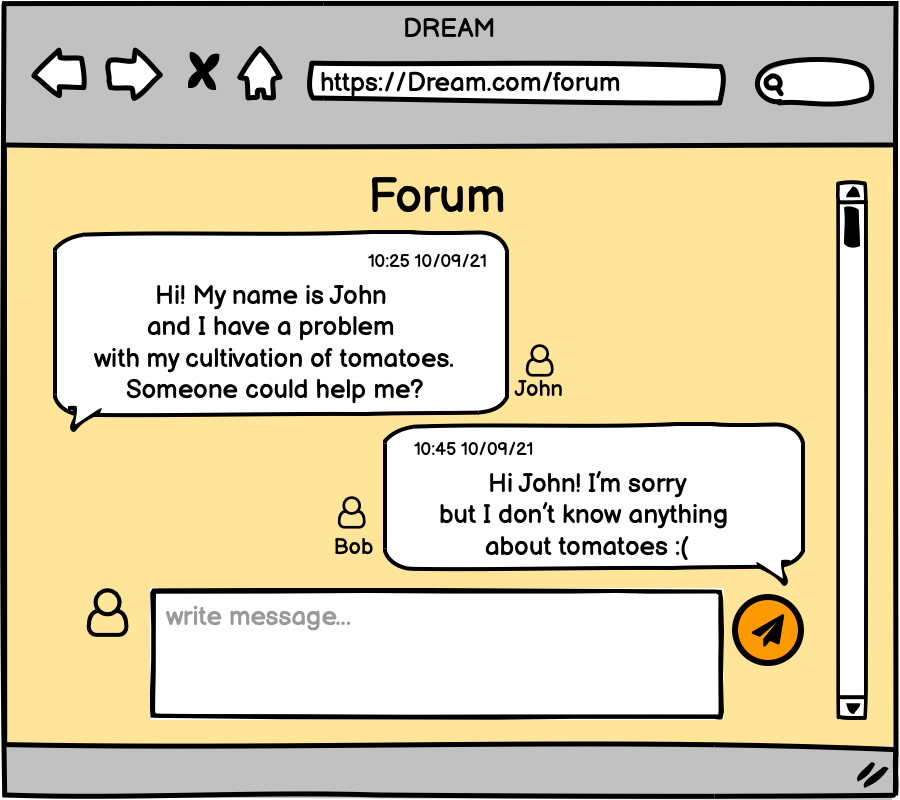 DREAM
https://Dream.com/forum
Forum
10:25 10/09/21
Hi! My name is John
and I have a problem
with my cultivation of tomatoes.
Someone could help me?
John
10:45 10/09/21
Hi John! I'm sorry
but I don't know anything
about tomatoes :(
Bob
write message...